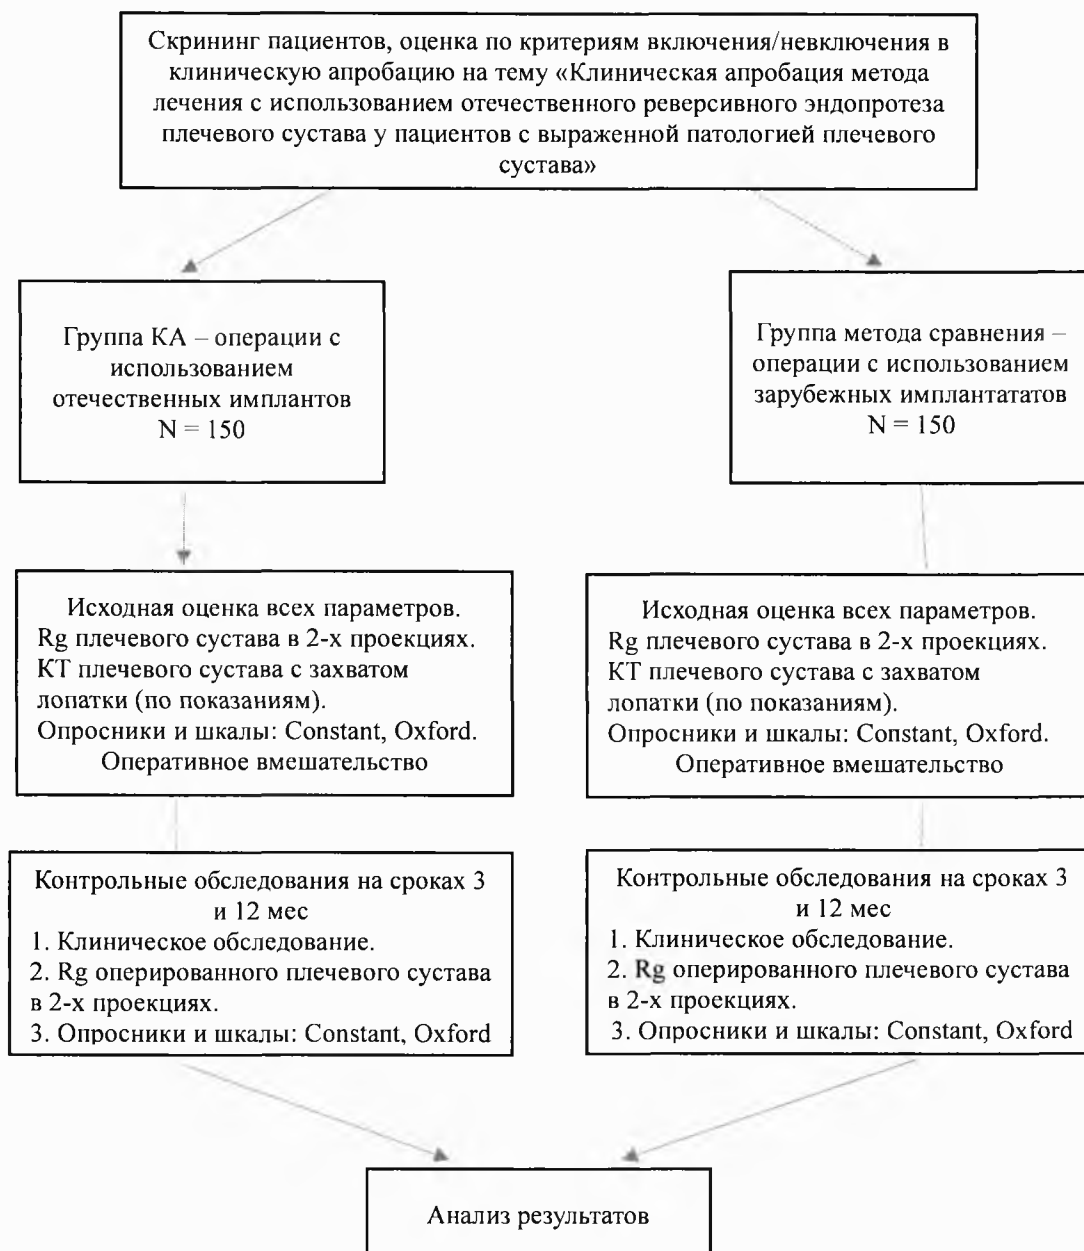 Скрининг пациентов, оценка по критериям включения/невключения в
клиническую апробацию на тему «Клиническая апробация метода
лечения с использованием отечественного реверсивного эндопротеза
плечевого сустава у пациентов с выраженной патологией плечевого
сустава»
Группа КА – операции с
использованием
отечественных имплантов
N = 150
Группа метода сравнения –
операции с использованием
зарубежных имплантатов
N = 150
Исходная оценка всех параметров.
Rg плечевого сустава в 2-х проекциях.
КТ плечевого сустава с захватом
лопатки (по показаниям).
Опросники и шкалы: Constant, Oxford.
Оперативное вмешательство
Исходная оценка всех параметров.
Rg плечевого сустава в 2-х проекциях.
КТ плечевого сустава с захватом
лопатки (по показаниям).
Опросники и шкалы: Constant, Oxford.
Оперативное вмешательство
Контрольные обследования на сроках 3
и 12 мес
1. Клиническое обследование.
2. Rg оперированного плечевого сустава
в 2-х проекциях.
3. Опросники и шкалы: Constant, Oxford
Контрольные обследования на сроках 3
и 12 мес
1. Клиническое обследование.
2. Rg оперированного плечевого сустава
в 2-х проекциях.
3. Опросники и шкалы: Constant, Oxford
Анализ результатов